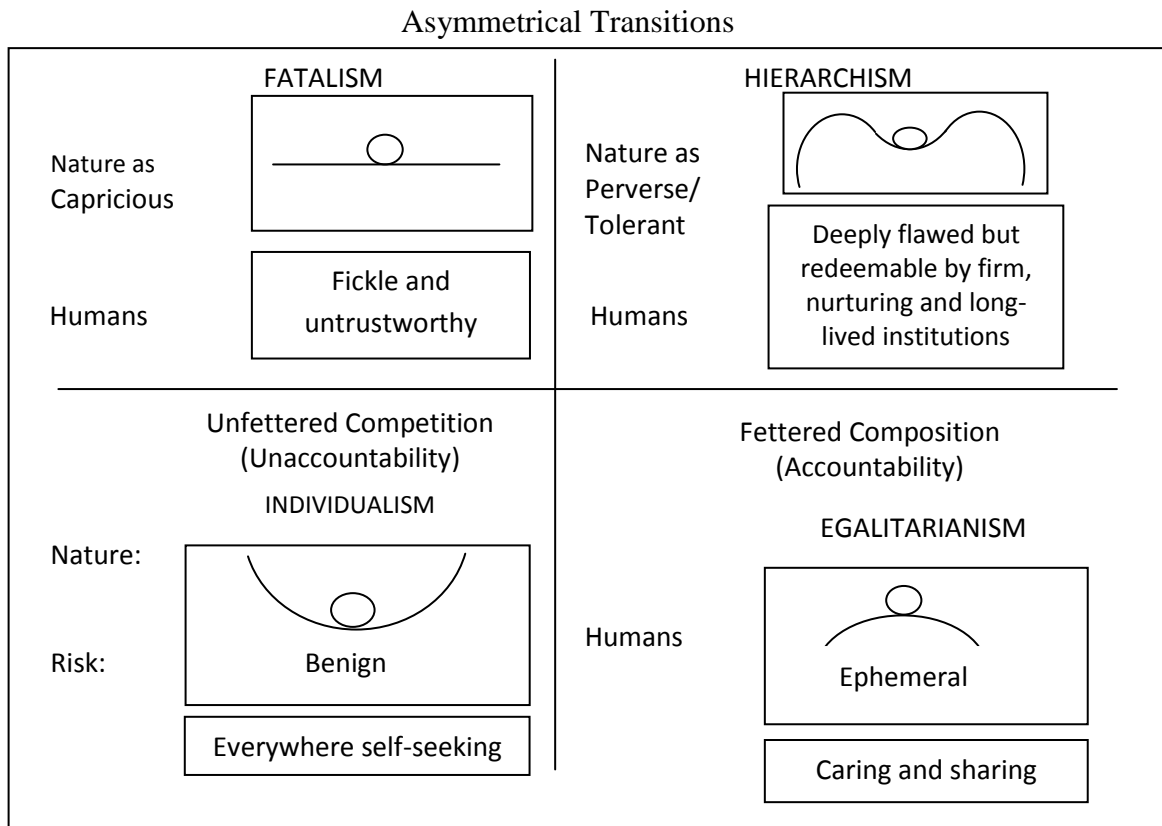 Asymmetrical Transitions
FATALISM
Nature as
Capricious
Humans
Fickle and
untrustworthy
HIERARCHISM
Nature as
Perverse/
Tolerant
Humans
Deeply flawed but
redeemable by firm,
nurturing and long-
lived institutions
Unfettered Competition
(Unaccountability)
INDIVIDUALISM
Nature:
Risk:
Benign
Everywhere self-seeking
Fettered Composition
(Accountability)
EGALITARIANISM
Humans
Ephemeral
Caring and sharing